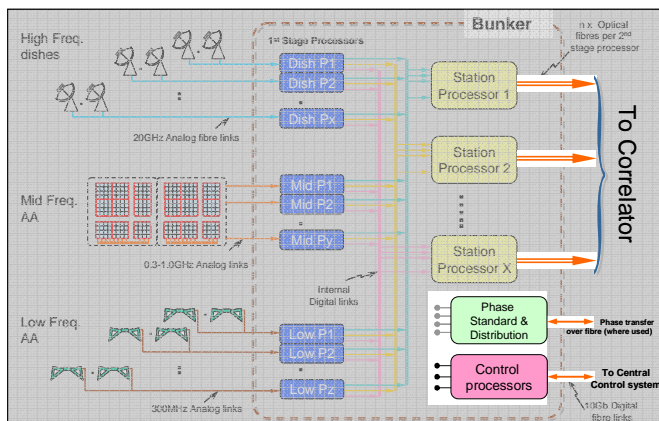 High Freq.
dishes
Bunker
1st Stage Processors
n x Optical
fibres per 2nd
stage processor
Dish P1
Dish P2
Dish Px
20GHz Analog fibre links
Station
Processor 1
Station
Processor 2
Station
Processor X
To Correlator
Mid Freq.
AA
Mid P1
Mid P2
Mid Py
0.3-1.0GHz Analog links
Internal
Digital links
Low Freq.
AA
Low P1
Low P2
Low Pz
300MHz Analog links
Phase
Standard &
Distribution
Phase transfer
over fibre (where used)
Control
processors
To Central
Control system
10Gb Digital
fibre links